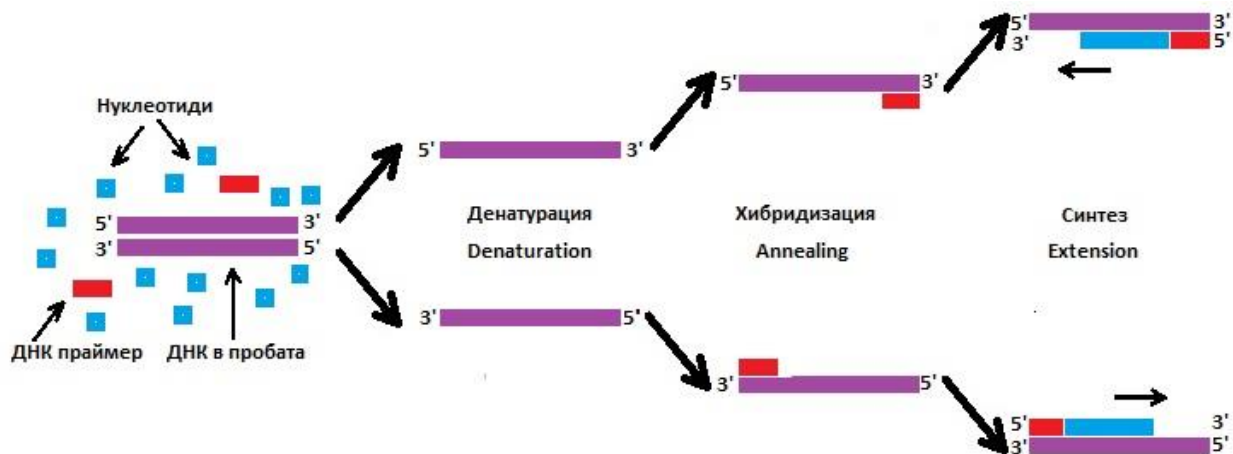 Нуклеотиди
5' 3'
3' 5'
ДНК праймер
ДНК в пробата
5' 3'
Денатурация
Denaturation
3' 5'
5' 3'
Хибридизация
Annealing
3' 5'
5' 3'
3' 5'
Синтез
Extension
5' 3'
3'